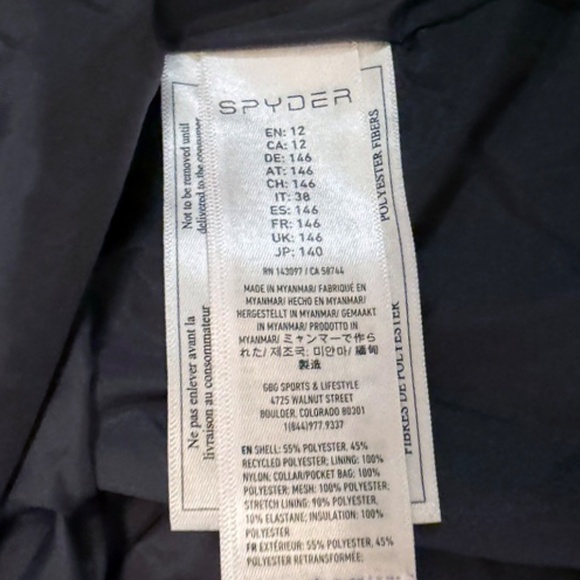 SPYDER
EN: 12
CA: 12
DE: 146
AT: 146
CH: 146
IT: 38
ES: 146
FR: 146
UK: 146
JP: 140
RN 143097 / CA 58744
MADE IN MYANMAR/ FABRIQUÉ EN
MYANMAR/ HECHO EN MYANMAR/
HERGESTELLT IN MYANMAR/ GEMAAKT
IN MYANMAR/ PRODOTTO IN
MYANMAR/ ミャンマーで作ら
れた/ 제조국: 미얀마/ 緬甸
製造
GBG SPORTS & LIFESTYLE
4725 WALNUT STREET
BOULDER, COLORADO 80301
1(844)977.9337
EN SHELL: 55% POLYESTER, 45%
RECYCLED POLYESTER; LINING: 100%
NYLON; COLLAR/POCKET BAG: 100%
POLYESTER; MESH: 100% POLYESTER;
STRETCH LINING: 90% POLYESTER,
10% ELASTANE; INSULATION: 100%
POLYESTER
FR EXTÉRIEUR: 55% POLYESTER, 45%
POLYESTER RETRANSFORMÉE;
Not to be removed until
delivered to the consumer
Ne pas enlever avant la
livraison au consommateur
POLYESTER FIBERS
FIBRES DE POLYESTER